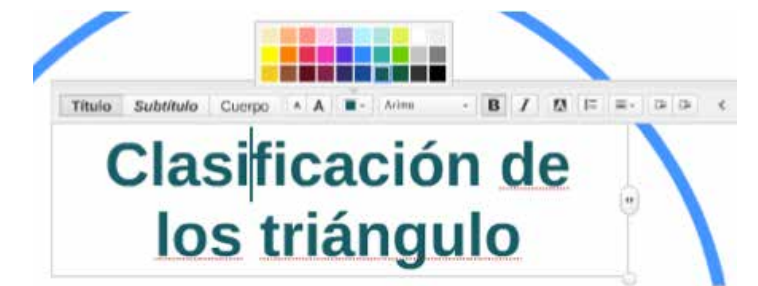 Título Subtítulo Cuerpo A A Arimo B I
Clasificación de
los triángulo